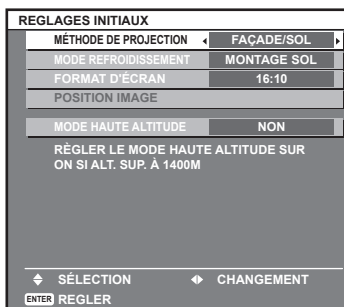 REGLAGES INITIAUX
MÉTHODE DE PROJECTION FAÇADE/SOL
MODE REFROIDISSEMENT MONTAGE SOL
FORMAT D'ÉCRAN 16:10
POSITION IMAGE
MODE HAUTE ALTITUDE NON
RÈGLER LE MODE HAUTE ALTITUDE SUR
ON SI ALT. SUP. À 1400M
SÉLECTION CHANGEMENT
ENTER REGLER